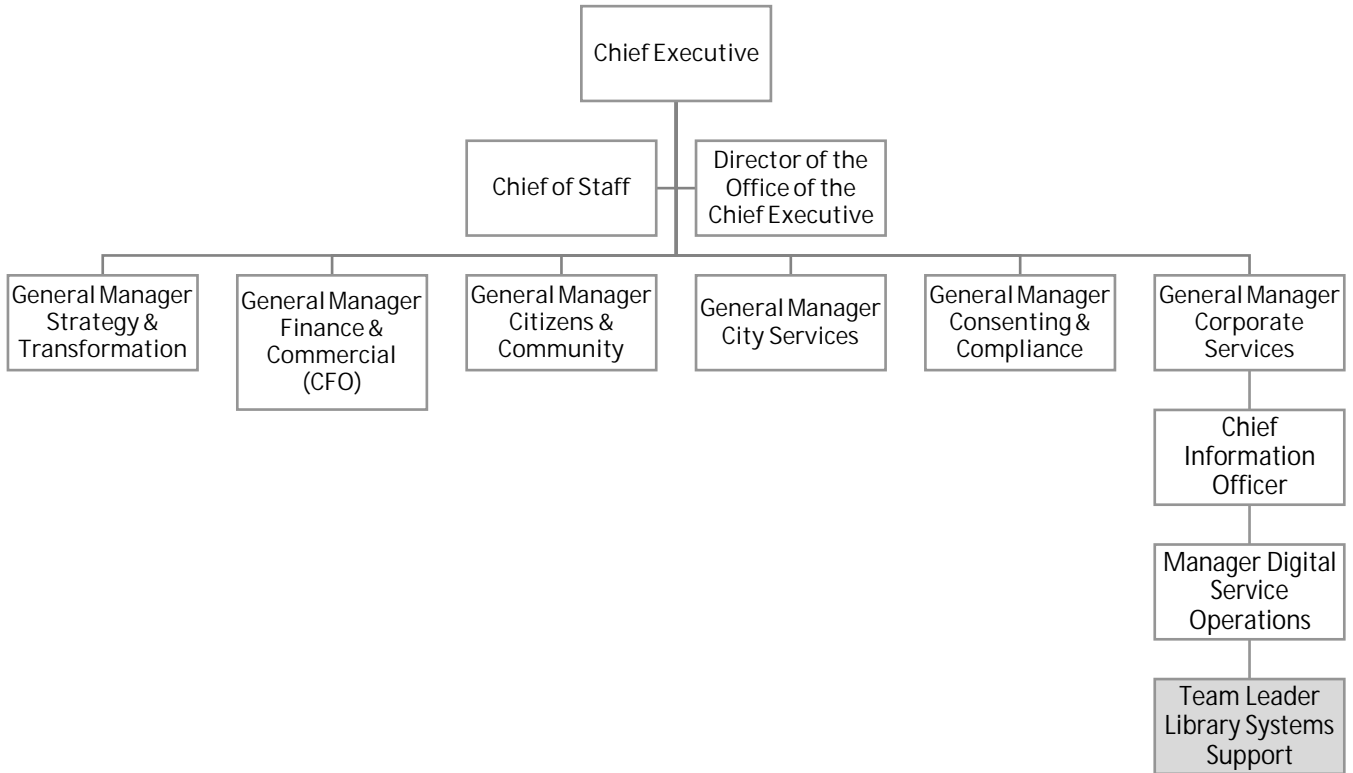 Chief Executive
Chief of Staff
Director of the
Office of the
Chief Executive
General Manager
Strategy &
Transformation
General Manager
Finance &
Commercial
(CFO)
General Manager
Citizens &
Community
General Manager
City Services
General Manager
Consenting &
Compliance
General Manager
Corporate
Services
Chief
Information
Officer
Manager Digital
Service
Operations
Team Leader
Library Systems
Support